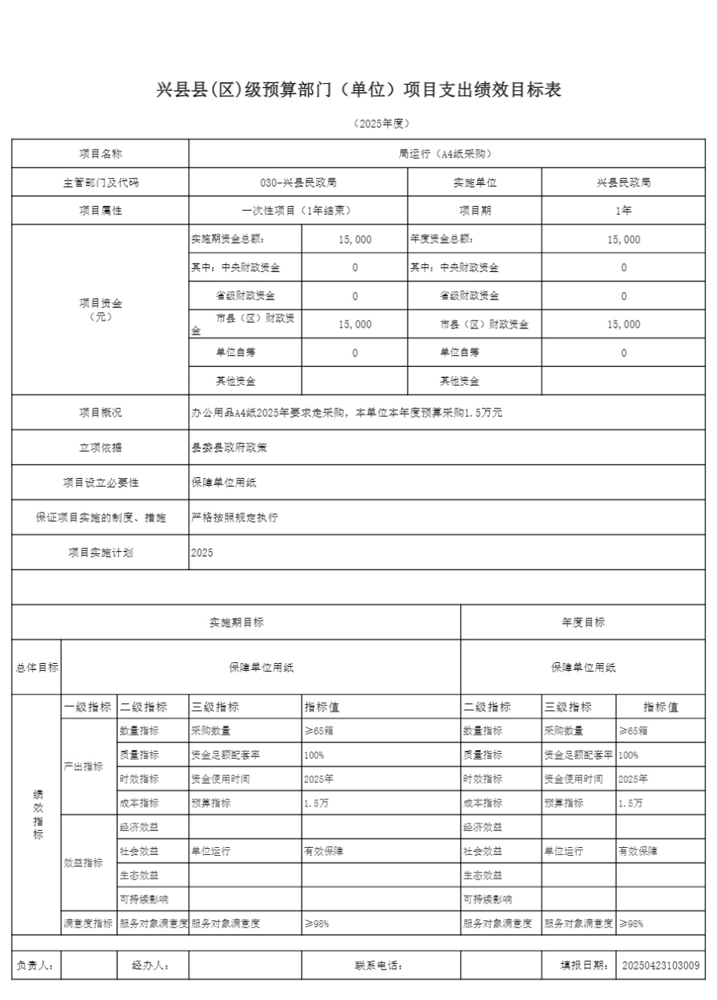 兴县县(区)级预算部门（单位）项目支出绩效目标表
（2025年度）
项目名称 局运行（A4纸采购）
主管部门及代码 030-兴县民政局 实施单位 兴县民政局
项目属性 一次性项目（1年结束） 项目期 1年
项目资金
（元）
实施期资金总额： 15,000 年度资金总额： 15,000
其中：中央财政资金 0 其中：中央财政资金 0
省级财政资金 0 省级财政资金 0
市县（区）财政资
金 15,000 市县（区）财政资金 15,000
单位自筹 0 单位自筹 0
其他资金 其他资金
项目概况 办公用品A4纸2025年要求走采购，本单位本年度预算采购1.5万元
立项依据 县委县政府政策
项目设立必要性 保障单位用纸
保证项目实施的制度、措施 严格按照规定执行
项目实施计划 2025
实施期目标 年度目标
总体目标 保障单位用纸 保障单位用纸
绩
效
指
标
一级指标 二级指标 三级指标 指标值 二级指标 三级指标 指标值
产出指标
数量指标 采购数量 ≥65箱 数量指标 采购数量 ≥65箱
质量指标 资金足额配套率 100% 质量指标 资金足额配套率 100%
时效指标 资金使用时间 2025年 时效指标 资金使用时间 2025年
成本指标 预算指标 1.5万 成本指标 预算指标 1.5万
效益指标
经济效益 经济效益
社会效益 单位运行 有效保障 社会效益 单位运行 有效保障
生态效益 生态效益
可持续影响 可持续影响
满意度指标 服务对象满意度 服务对象满意度 ≥98% 服务对象满意度 服务对象满意度 ≥98%
负责人： 经办人： 联系电话： 填报日期： 20250423103009